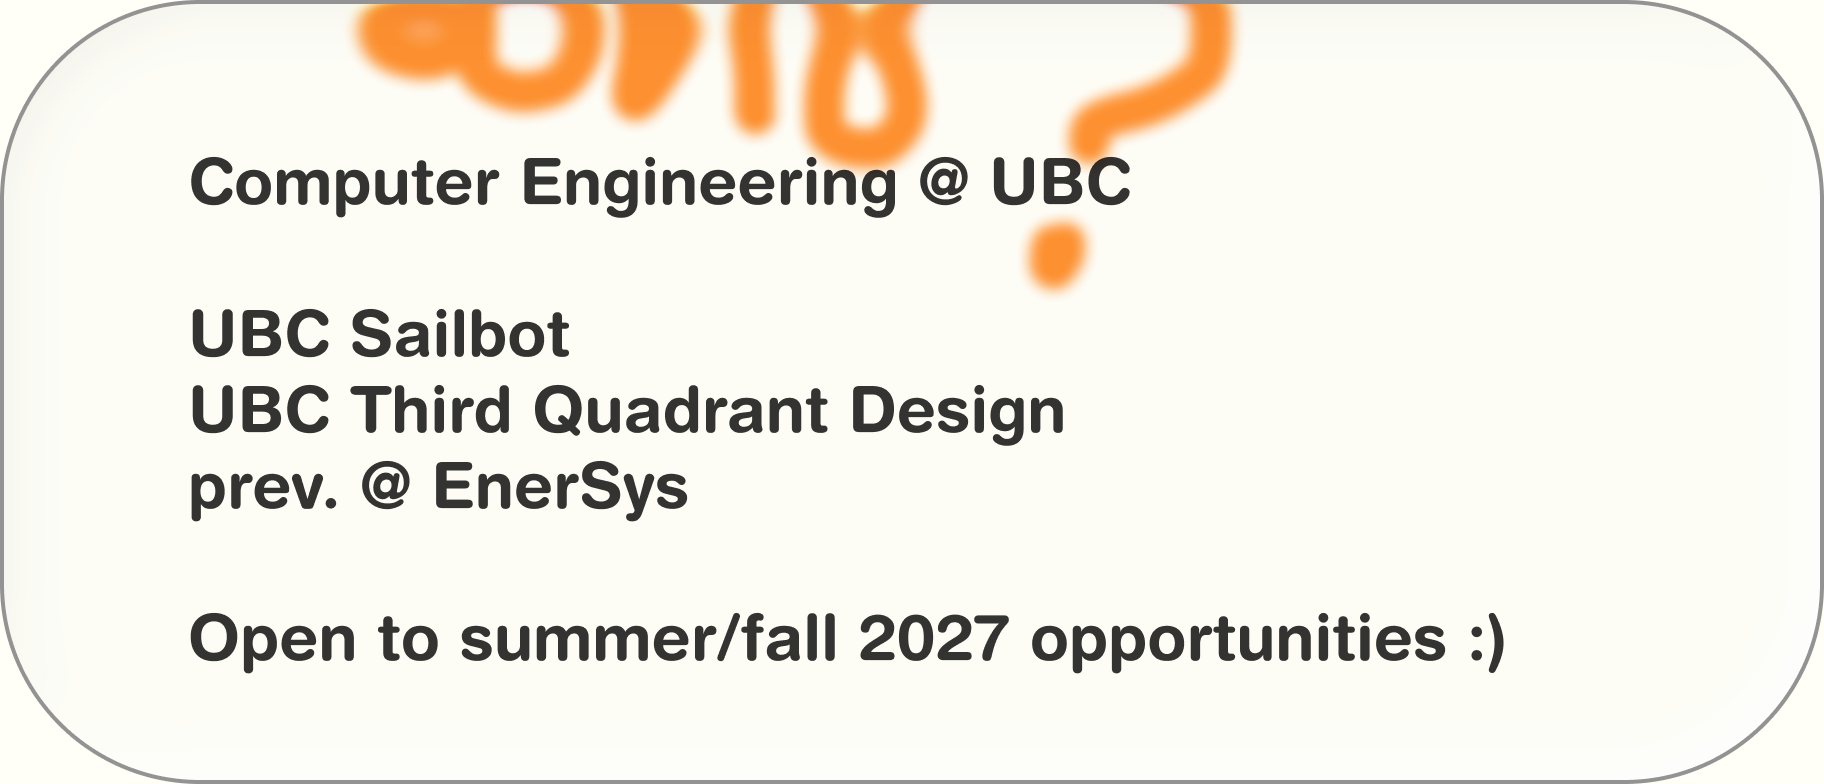 Computer Engineering @ UBC
UBC Sailbot
UBC Third Quadrant Design
prev. @ EnerSys
Open to summer/fall 2027 opportunities :)